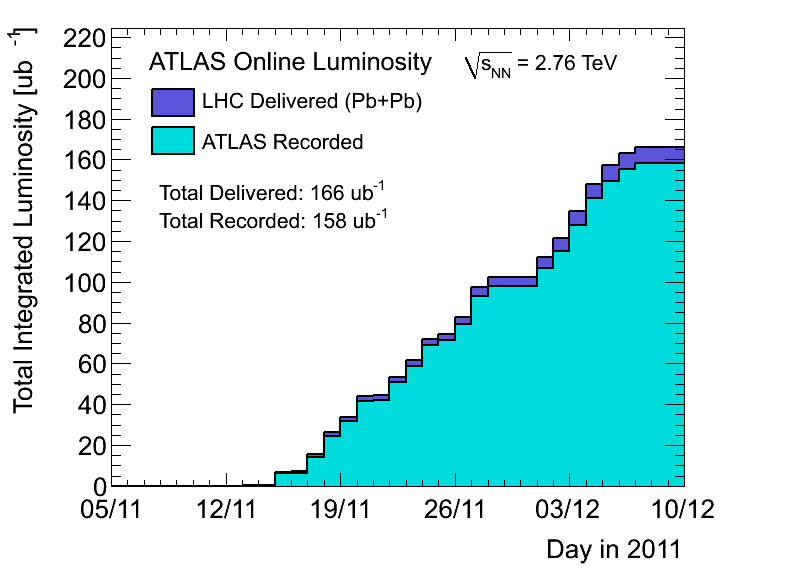 Total Integrated Luminosity [ub⁻¹]
220
200
180
160
140
120
100
80
60
40
20
0
ATLAS Online Luminosity √sNN = 2.76 TeV
LHC Delivered (Pb+Pb)
ATLAS Recorded
Total Delivered: 166 ub⁻¹
Total Recorded: 158 ub⁻¹
05/11 12/11 19/11 26/11 03/12 10/12
Day in 2011